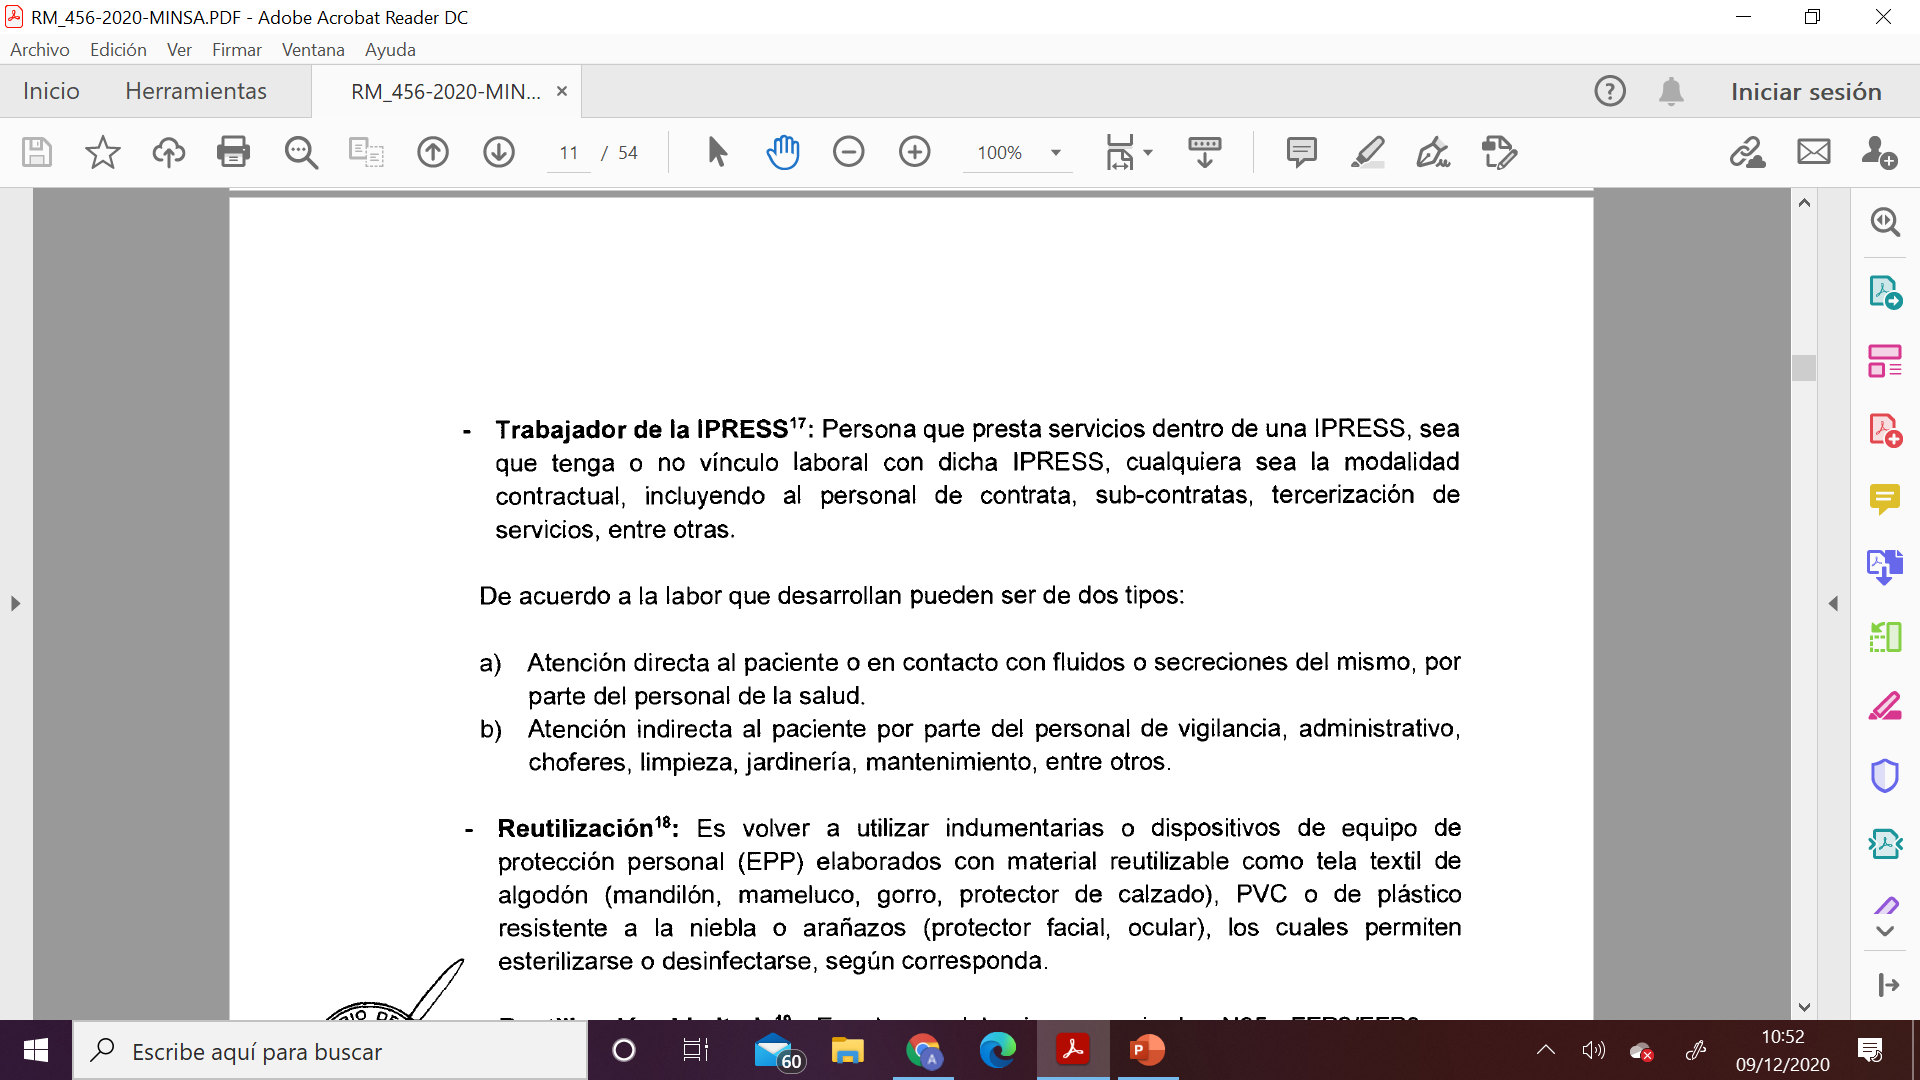 RM_456-2020-MINSA.PDF - Adobe Acrobat Reader DC
Archivo Edición Ver Firmar Ventana Ayuda
Inicio Herramientas RM_456-2020-MIN... × Iniciar sesión
11 / 54 100%
- Trabajador de la IPRESS17: Persona que presta servicios dentro de una IPRESS, sea
que tenga o no vínculo laboral con dicha IPRESS, cualquiera sea la modalidad
contractual, incluyendo al personal de contrata, sub-contratas, tercerización de
servicios, entre otras.
De acuerdo a la labor que desarrollan pueden ser de dos tipos:
a) Atención directa al paciente o en contacto con fluidos o secreciones del mismo, por
parte del personal de la salud.
b) Atención indirecta al paciente por parte del personal de vigilancia, administrativo,
choferes, limpieza, jardinería, mantenimiento, entre otros.
- Reutilización18: Es volver a utilizar indumentarias o dispositivos de equipo de
protección personal (EPP) elaborados con material reutilizable como tela textil de
algodón (mandilón, mameluco, gorro, protector de calzado), PVC o de plástico
resistente a la niebla o arañazos (protector facial, ocular), los cuales permiten
esterilizarse o desinfectarse, según corresponda.
Escribe aquí para buscar
60
A
P
10:52
09/12/2020